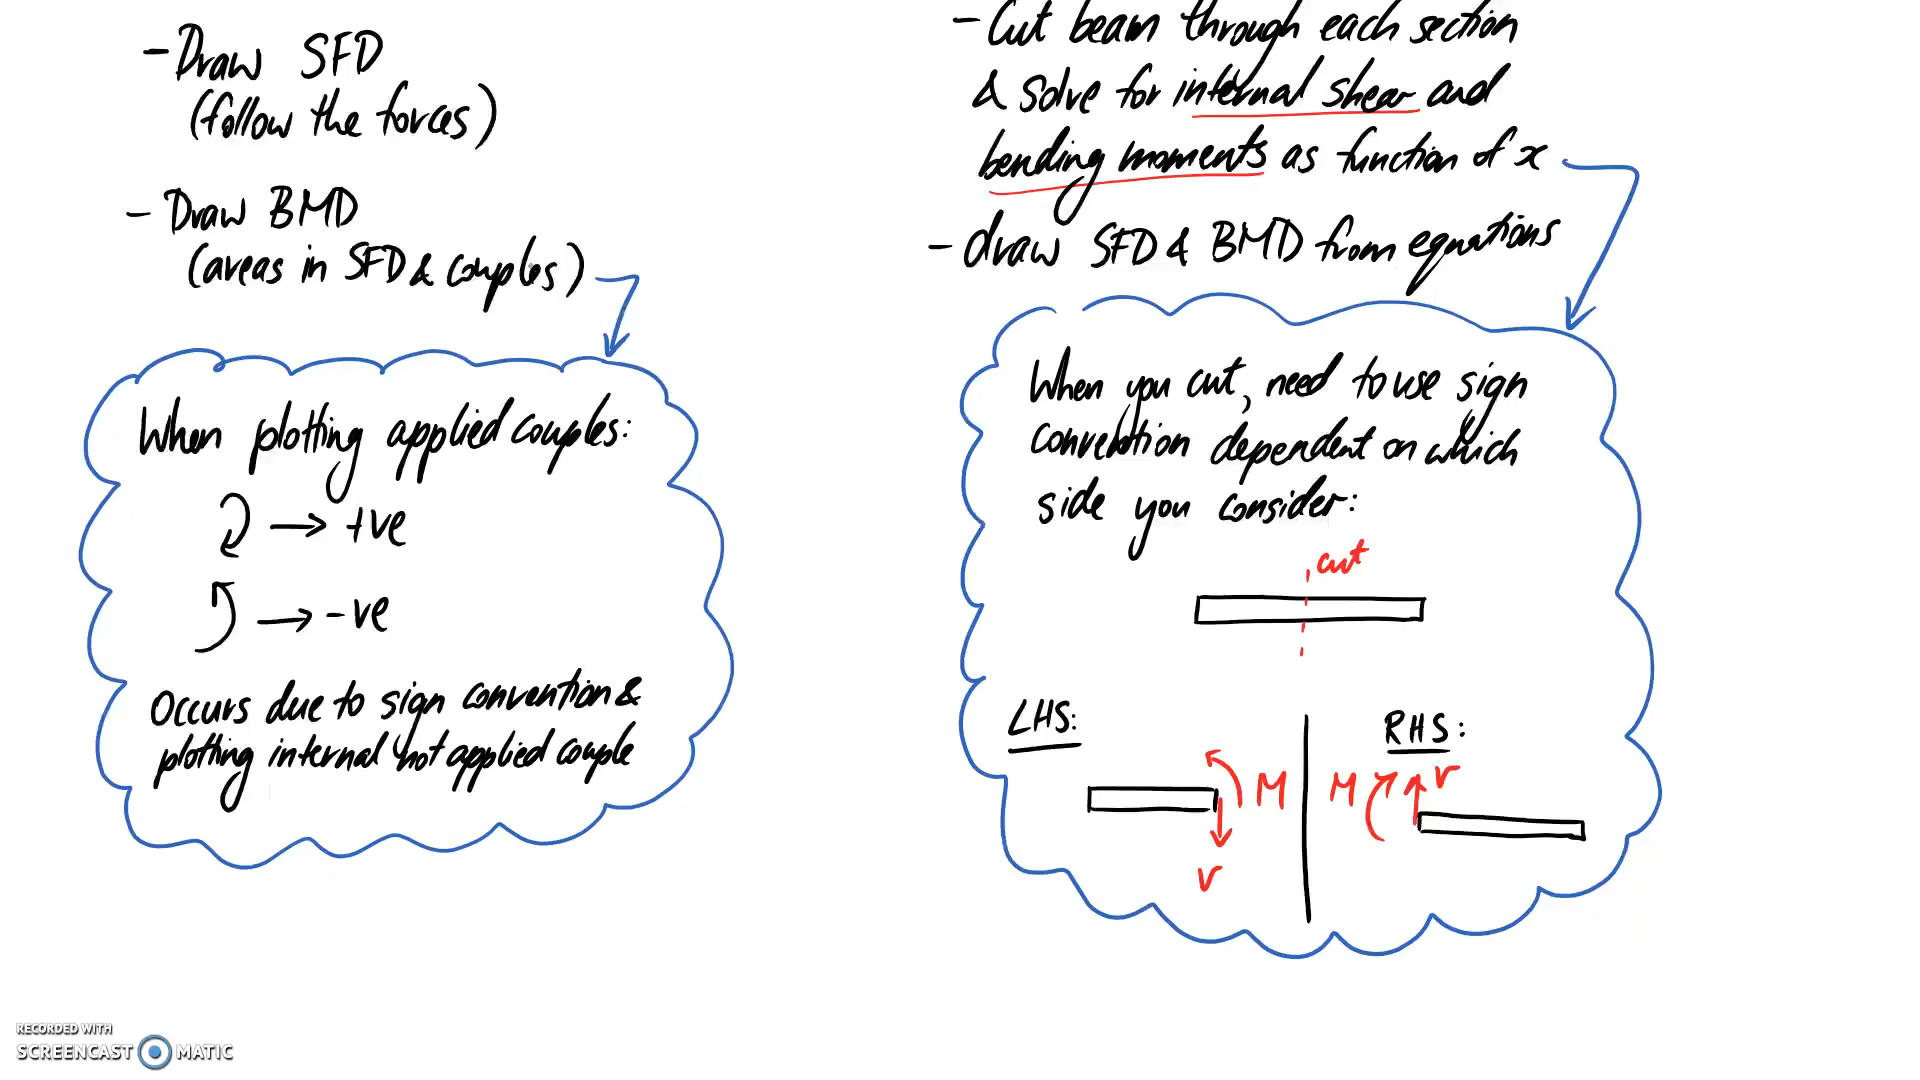 - Draw SFD
(follow the forces)
- Draw BMD
(areas in SFD & couples)
When plotting applied couples:
→ +ve
→ -ve
Occurs due to sign convention &
plotting internal not applied couple
- Cut beam through each section
& solve for internal shear and
bending moments as function of x
- draw SFD & BMD from equations
When you cut, need to use sign
convention dependent on which
side you consider:
cut
LHS:
M
V
RHS:
M V
RECORDED WITH
SCREENCAST MATIC